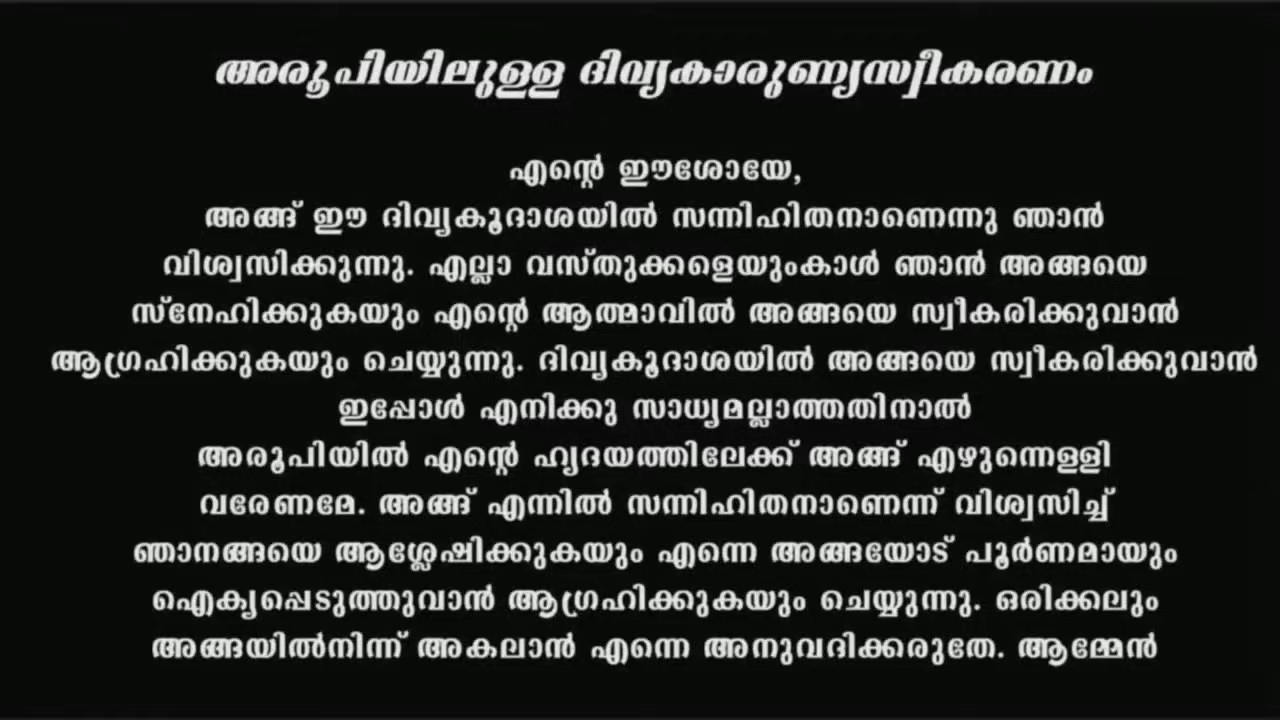 അരൂപിയിലുള്ള ദിവ്യകാരുണ്യസ്വീകരണം
എന്റെ ഈശോയേ,
അങ്ങ് ഈ ദിവ്യകൂദാശയിൽ സന്നിഹിതനാണെന്നു ഞാൻ
വിശ്വസിക്കുന്നു. എല്ലാ വസ്തുക്കളെയുംകാൾ ഞാൻ അങ്ങയെ
സ്നേഹിക്കുകയും എന്റെ ആത്മാവിൽ അങ്ങയെ സ്വീകരിക്കുവാൻ
ആഗ്രഹിക്കുകയും ചെയ്യുന്നു. ദിവ്യകൂദാശയിൽ അങ്ങയെ സ്വീകരിക്കുവാൻ
ഇപ്പോൾ എനിക്കു സാധ്യമല്ലാത്തതിനാൽ
അരൂപിയിൽ എന്റെ ഹൃദയത്തിലേക്ക് അങ്ങ് എഴുന്നെള്ളി
വരേണമേ. അങ്ങ് എന്നിൽ സന്നിഹിതനാണെന്ന് വിശ്വസിച്ച്
ഞാനങ്ങയെ ആശ്ലേഷിക്കുകയും എന്നെ അങ്ങയോട് പൂർണമായും
ഐക്യപ്പെടുത്തുവാൻ ആഗ്രഹിക്കുകയും ചെയ്യുന്നു. ഒരിക്കലും
അങ്ങയിൽനിന്ന് അകലാൻ എന്നെ അനുവദിക്കരുതേ. ആമ്മേൻ